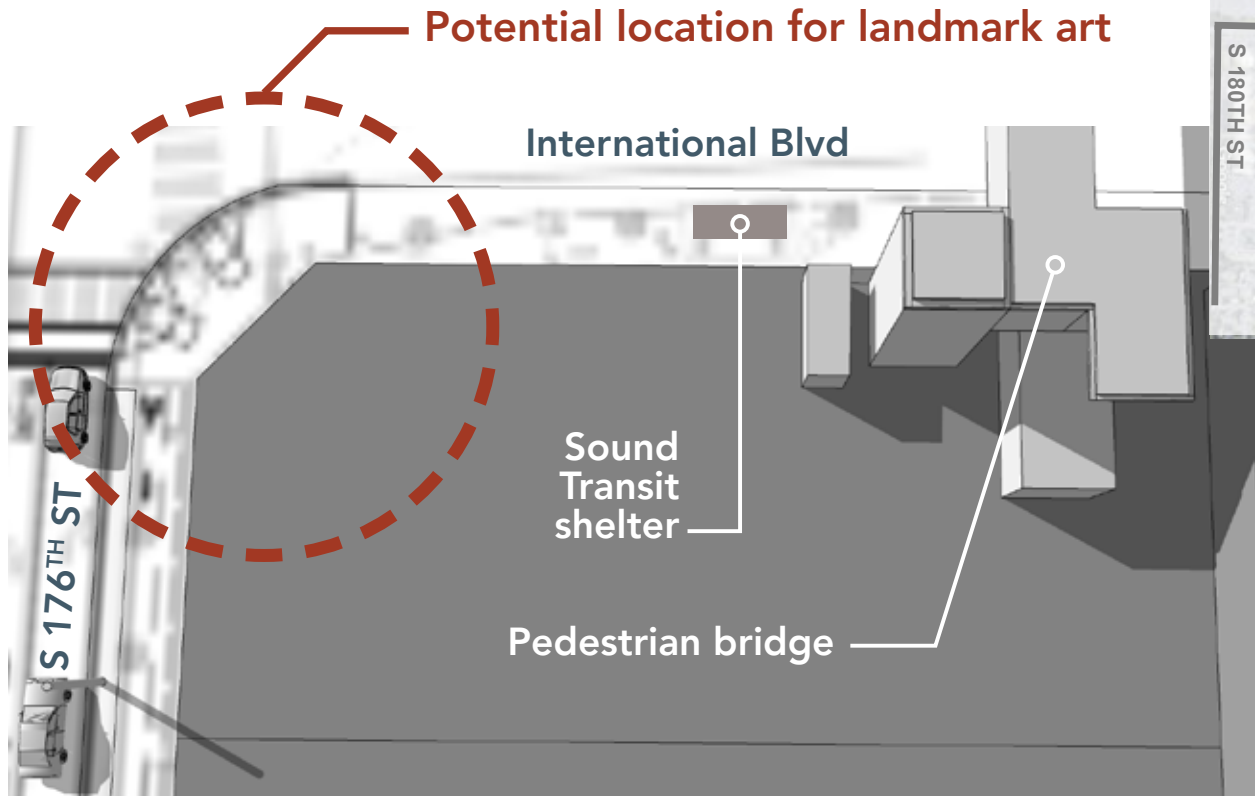 Potential location for landmark art
S 180TH ST
International Blvd
Sound
Transit
shelter
Pedestrian bridge
S 176TH ST